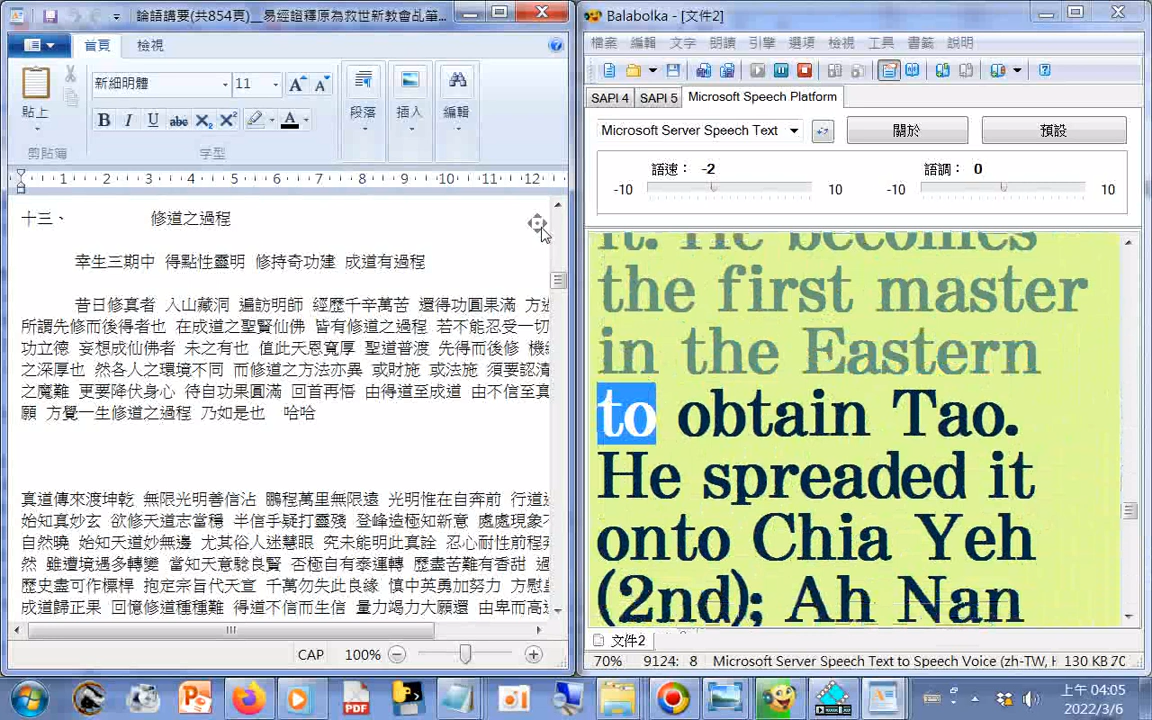 論語講要(共854頁)__易經證釋原為救世新教會乩筆...
首頁 檢視
新細明體 11
貼上
B I U abc X₂ X²
段落 插入 編輯
剪貼簿 字型
1 2 3 4 5 6 7 8 9 10 11 12
十三、 修道之過程
幸生三期中 得點性靈明 修持奇功建 成道有過程
昔日修真者 入山藏洞 遍訪明師 經歷千辛萬苦 還得功圓果滿 方
所謂先修而後得者也 在成道之聖賢仙佛 皆有修道之過程 若不能忍受一切
功立德 妄想成仙佛者 未之有也 值此天恩寬厚 聖道普渡 先得而後修 機
之深厚也 然各人之環境不同 而修道之方法亦異 或財施 或法施 須要認清
之魔難 更要降伏身心 待自功果圓滿 回首再悟 由得道至成道 由不信至真
願 方覺一生修道之過程 乃如是也 哈哈
真道傳來渡坤乾 無限光明善信沾 鵬程萬里無限遠 光明惟在自奔前 行道
始知真妙玄 欲修天道志當穩 半信半疑打靈殘 登峰造極知新意 處處現象
自然曉 始知天道妙無邊 尤其俗人迷慧眼 究未能明此真詮 忍心耐性前程
然 雖遭境遇多轉變 當知天意驗良賢 否極自有泰運轉 歷盡苦難有香甜 過
歷史盡可作標桿 抱定宗旨代天宣 千萬勿失此良緣 慎中英勇加努力 方慰
成道歸正果 回憶修道種種難 得道不信而生信 量力竭力大願還 由卑而高
CAP 100%
Balabolka - [文件2]
檔案 編輯 文字 朗讀 引擎 選項 檢視 工具 書籤 說明
SAPI 4 SAPI 5 Microsoft Speech Platform
Microsoft Server Speech Text 關於 預設
語速： -2 語調： 0
-10 10 -10 10
it. He becomes
the first master
in the Eastern
to obtain Tao.
He spreaded it
onto Chia Yeh
(2nd); Ah Nan
文件2
70% 9124: 8 Microsoft Server Speech Text to Speech Voice (zh-TW, 130 KB
上午 04:05
2022/3/6